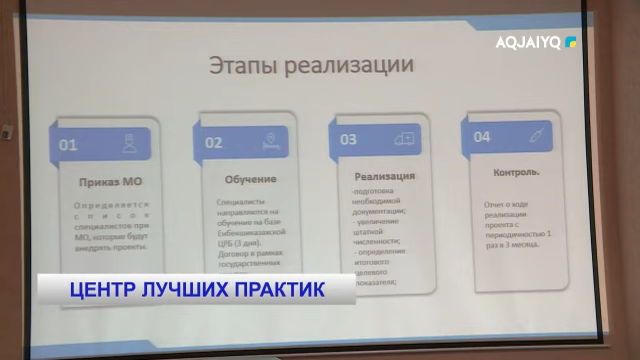 AQJAIYQ
Этапы реализации
01
Приказ МО
Определяется
список
специалистов при
МО, которые будут
внедрять проекты.
02
Обучение
Специалисты
направляются на
обучение на базе
Енбекшиказахской
ЦРБ (3 дня).
Договор в рамках
государственных
03
Реализация
-подготовка
необходимой
документации;
- увеличение
штатной
численности;
- определение
итогового
целевого
показателя;
04
Контроль.
Отчет о ходе
реализации
проекта с
периодичностью 1
раз в 3 месяца.
ЦЕНТР ЛУЧШИХ ПРАКТИК